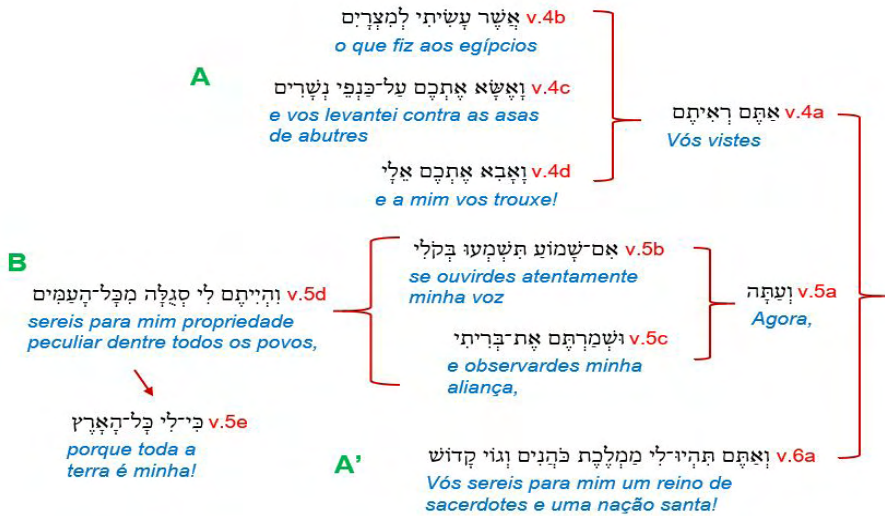 אֲשֶׁר עָשִׂיתִי לְמִצְרָיִם v.4b
o que fiz aos egípcios
A
וָאֶשָּׂא אֶתְכֶם עַל־כַּנְפֵי נְשָׁרִים v.4c
e vos levantei contra as asas
de abutres
אַתֶּם רְאִיתֶם v.4a
Vós vistes
וָאָבִא אֶתְכֶם אֵלָי v.4d
e a mim vos trouxe!
B
אִם־שָׁמוֹעַ תִּשְׁמְעוּ בְּקֹלִי v.5b
se ouvirdes atentamente
minha voz
וִהְיִיתֶם לִי סְגֻלָּה מִכָּל־הָעַמִּים v.5d
sereis para mim propriedade
peculiar dentre todos os povos,
וְעַתָּה v.5a
Agora,
וּשְׁמַרְתֶּם אֶת־בְּרִיתִי v.5c
e observardes minha
aliança,
כִּי־לִי כָּל־הָאָרֶץ v.5e
porque toda a
terra é minha!
A’
וְאַתֶּם תִּהְיוּ־לִי מַמְלֶכֶת כֹּהֲנִים וְגוֹי קָדוֹשׁ v.6a
Vós sereis para mim um reino de
sacerdotes e uma nação santa!